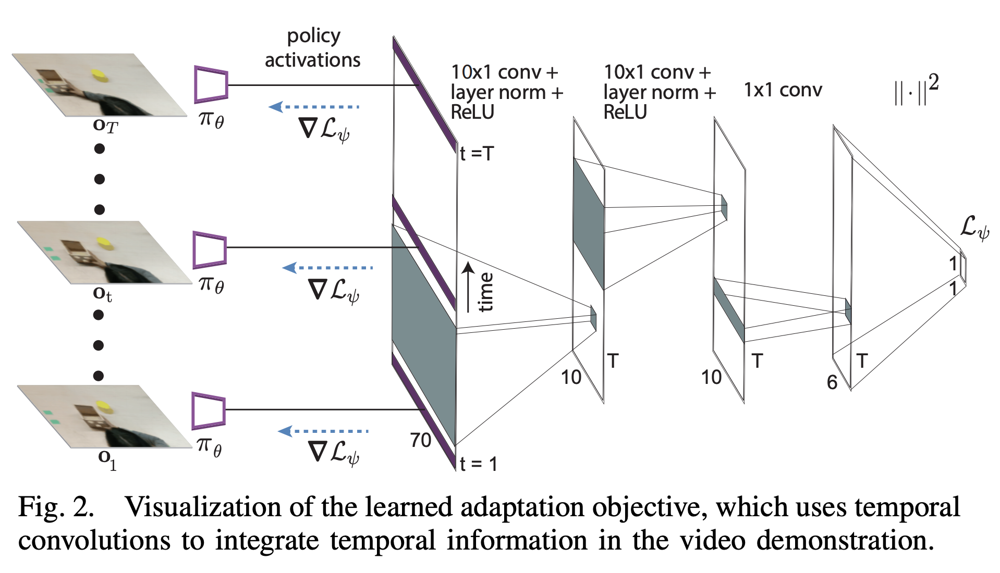 policy
activations
10x1 conv +
layer norm +
ReLU
10x1 conv +
layer norm +
ReLU
1x1 conv
||·||²
π_θ
∇ℒ_ψ
o_T
t =T
π_θ
∇ℒ_ψ
o_t
time
ℒ_ψ
1
1
10
T
10
T
6
T
π_θ
∇ℒ_ψ
o_1
70
t = 1
Fig. 2. Visualization of the learned adaptation objective, which uses temporal
convolutions to integrate temporal information in the video demonstration.